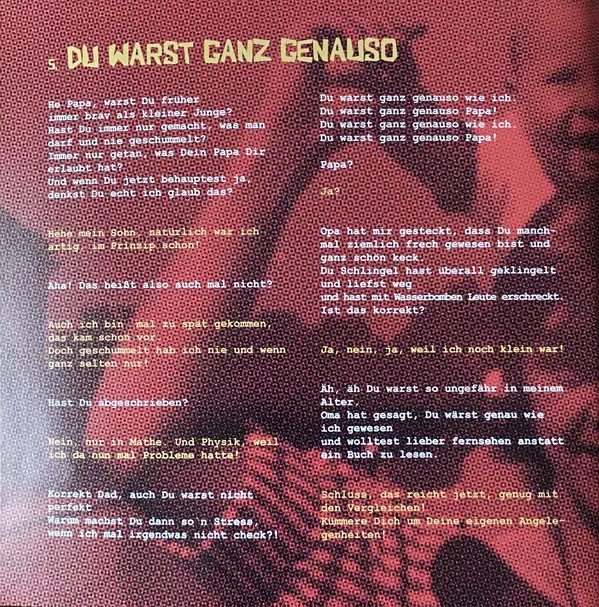 5. DU WARST GANZ GENAUSO
He Papa, warst Du früher
immer brav als kleiner Junge?
Hast Du immer nur gemacht, was man
darf und nie geschummelt?
Immer nur getan, was Dein Papa Dir
erlaubt hat?
Und wenn Du jetzt behauptest ja,
denkst Du echt ich glaub das?
Hehe mein Sohn, natürlich war ich
artig, im Prinzip schon!
Aha! Das heißt also auch mal nicht?
Auch ich bin mal zu spät gekommen,
das kam schon vor.
Doch geschummelt hab ich nie und wenn
ganz selten nur!
Hast Du abgeschrieben?
Nein, nur in Mathe. Und Physik, weil
ich da nun mal Probleme hatte!
Korrekt Dad, auch Du warst nicht
perfekt
Warum machst Du dann so'n Stress,
wenn ich mal irgendwas nicht check?!
Du warst ganz genauso wie ich.
Du warst ganz genauso Papa!
Du warst ganz genauso wie ich.
Du warst ganz genauso Papa!
Papa?
Ja?
Opa hat mir gesteckt, dass Du manch-
mal ziemlich frech gewesen bist und
ganz schön keck.
Du Schlingel hast überall geklingelt
und liefst weg
und hast mit Wasserbomben Leute erschreckt.
Ist das korrekt?
Ja, nein, ja, weil ich noch klein war!
Äh, äh Du warst so ungefähr in meinem
Alter.
Oma hat gesagt, Du wärst genau wie
ich gewesen
und wolltest lieber fernsehen anstatt
ein Buch zu lesen.
Schluss, das reicht jetzt, genug mit
den Vergleichen!
Kümmere Dich um Deine eigenen Angele-
genheiten!